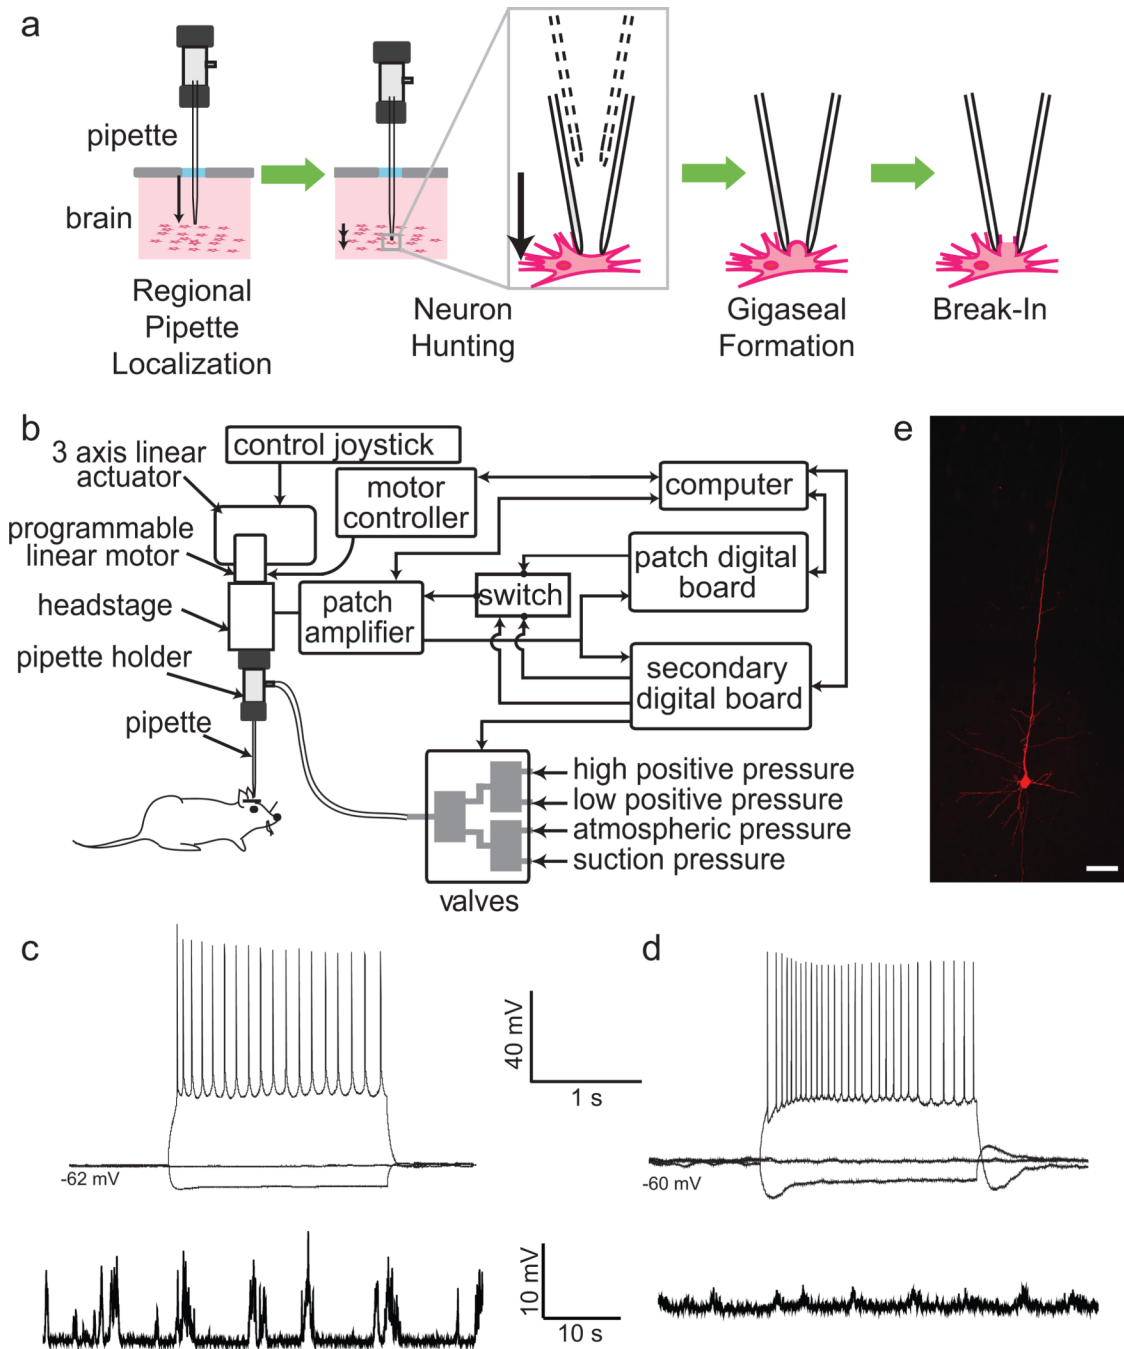 a
pipette
brain
Regional
Pipette
Localization
Neuron
Hunting
Gigaseal
Formation
Break-In
b
3 axis linear
actuator
programmable
linear motor
headstage
pipette holder
pipette
control joystick
motor
controller
patch
amplifier
switch
computer
patch digital
board
secondary
digital board
high positive pressure
low positive pressure
atmospheric pressure
suction pressure
valves
e
c
-62 mV
40 mV
1 s
d
-60 mV
10 mV
10 s